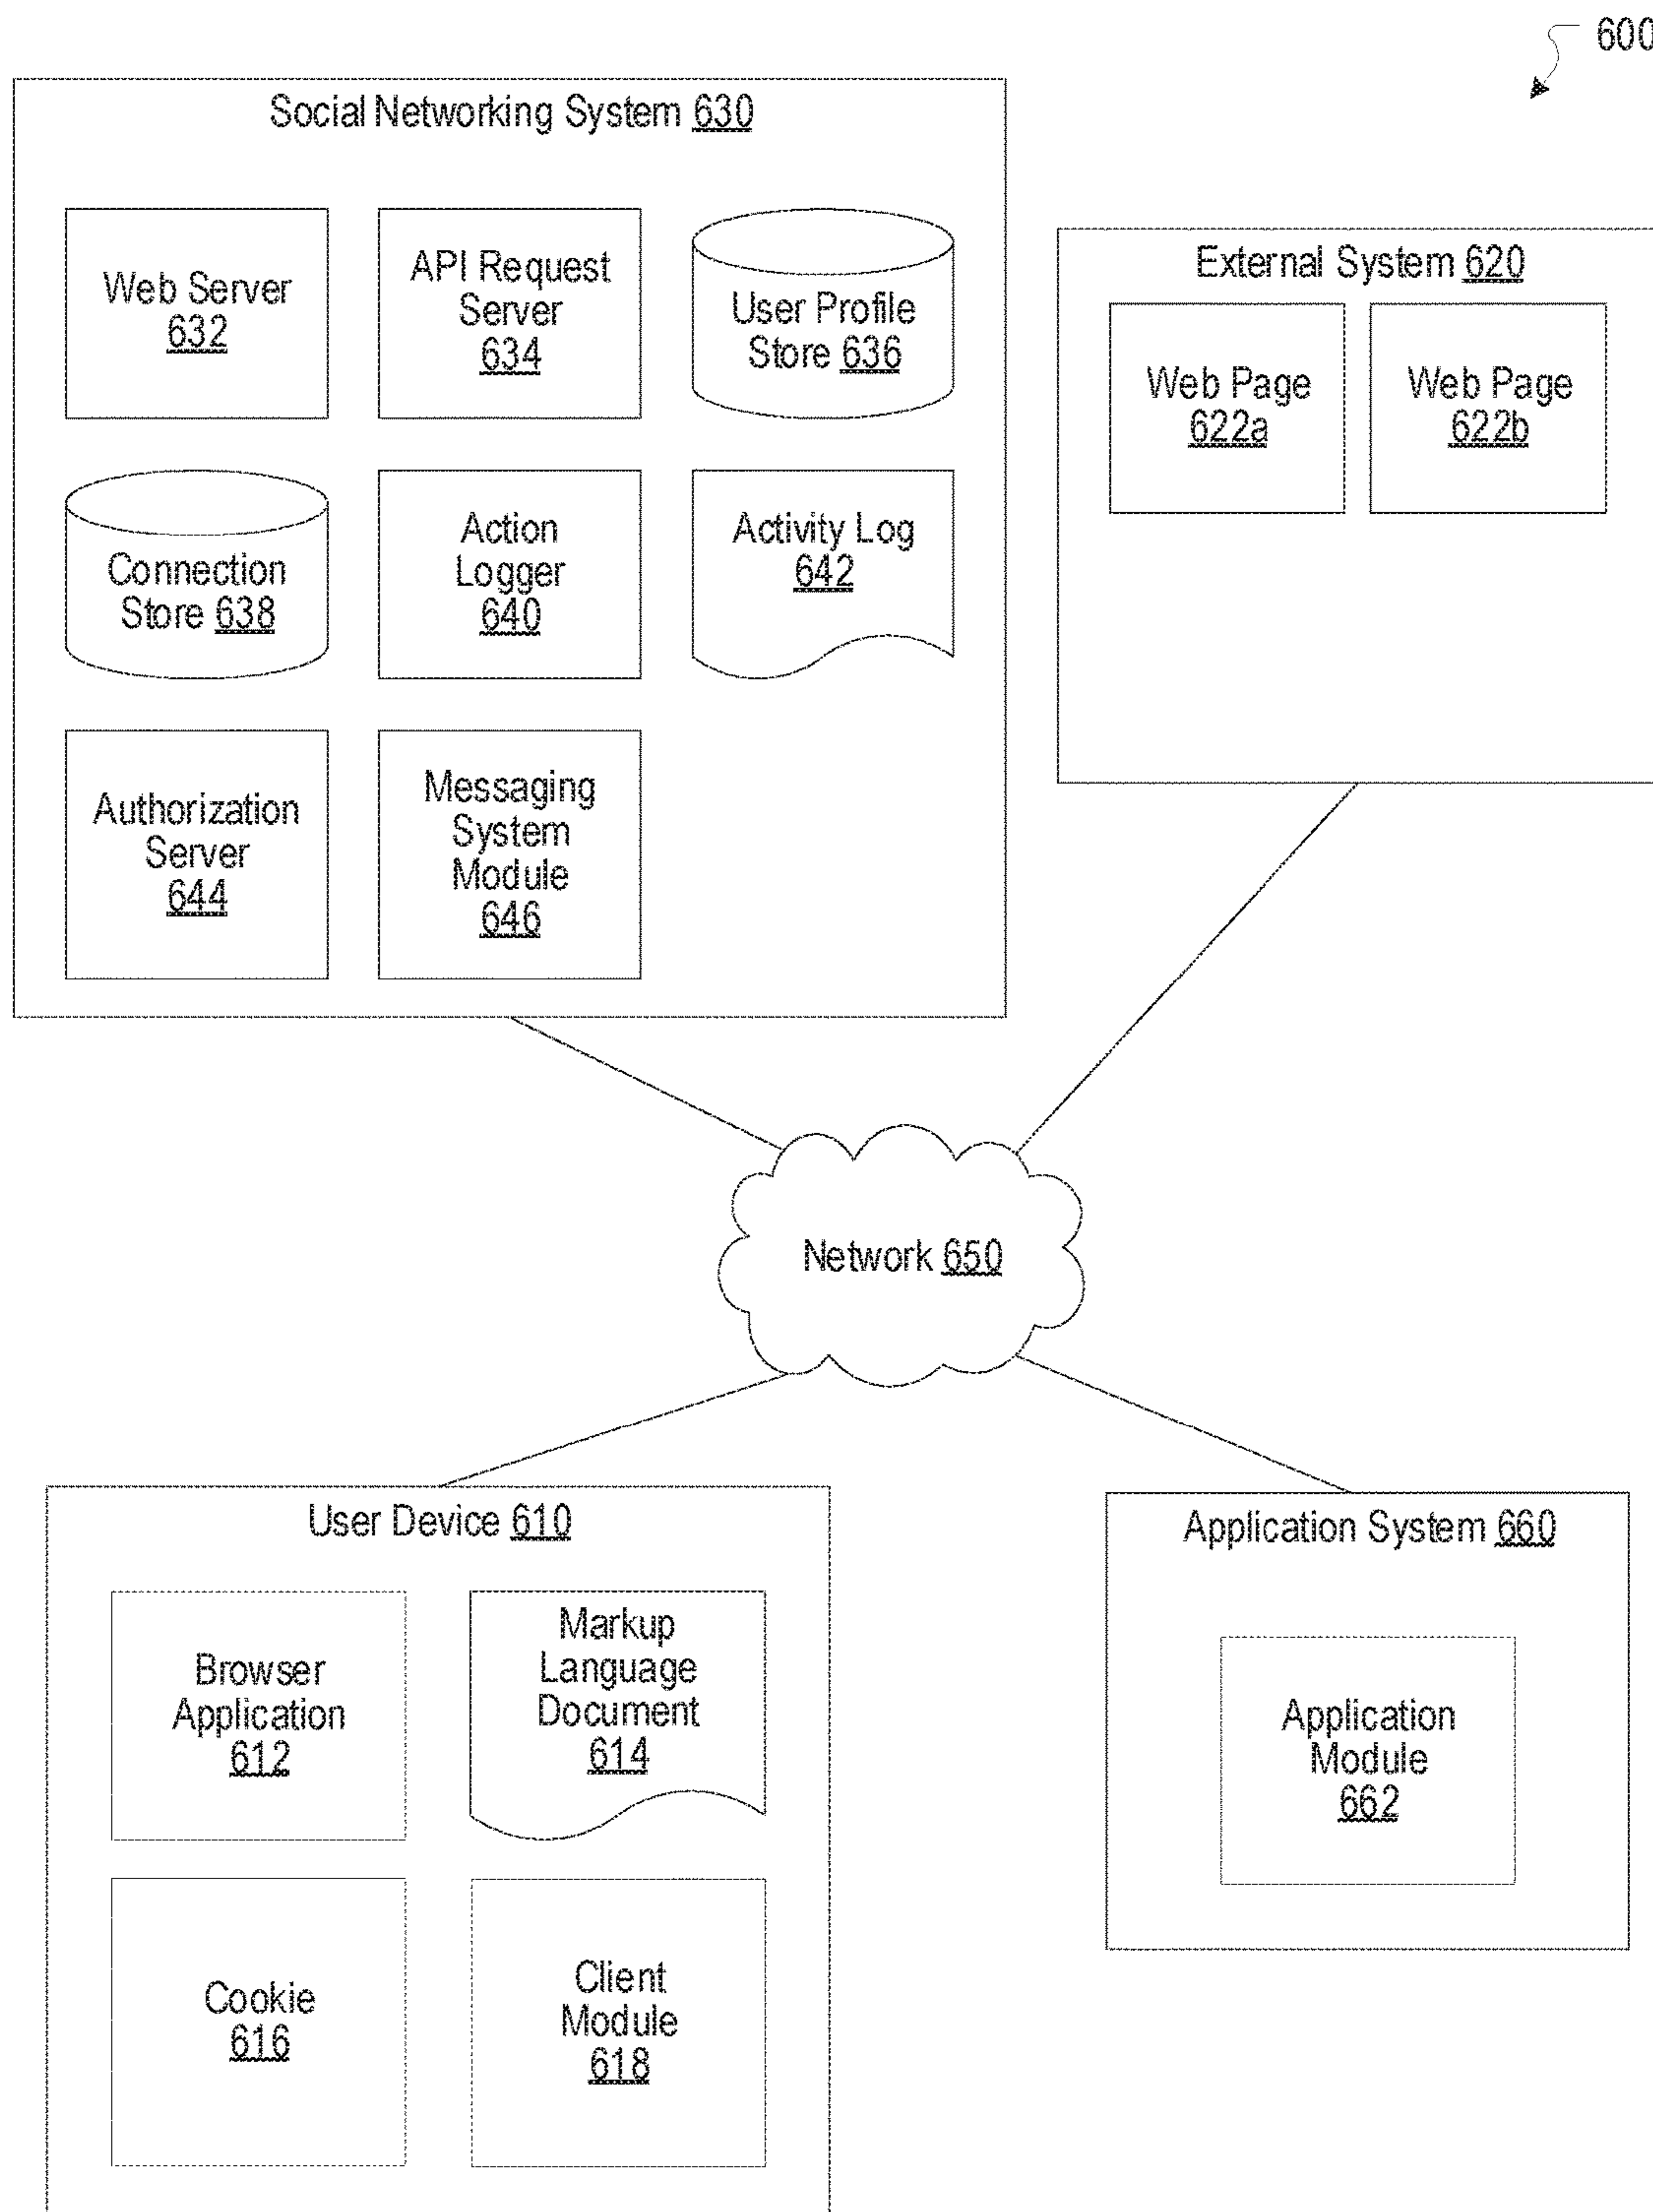 600
Social Networking System 630
Web Server
632
API Request
Server
634
User Profile
Store 636
Connection
Store 638
Action
Logger
640
Activity Log
642
Authorization
Server
644
Messaging
System
Module
646
External System 620
Web Page
622a
Web Page
622b
Network 650
User Device 610
Browser
Application
612
Markup
Language
Document
614
Cookie
616
Client
Module
618
Application System 660
Application
Module
662